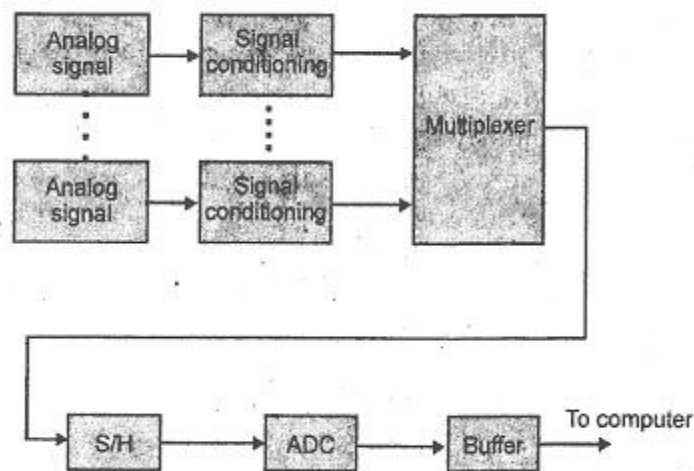 Analog
signal
Signal
conditioning
Multiplexer
Analog
signal
Signal
conditioning
S/H
ADC
Buffer
To computer